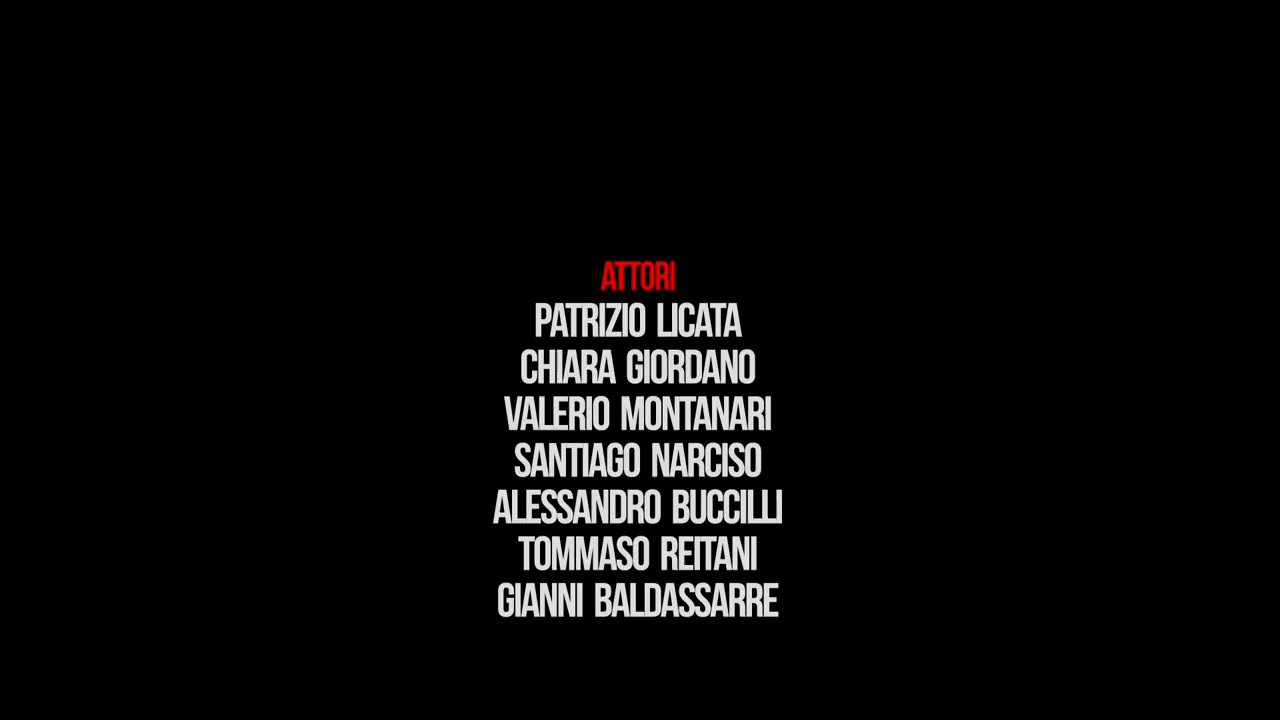 ATTORI
PATRIZIO LICATA
CHIARA GIORDANO
VALERIO MONTANARI
SANTIAGO NARCISO
ALESSANDRO BUCCILLI
TOMMASO REITANI
GIANNI BALDASSARRE